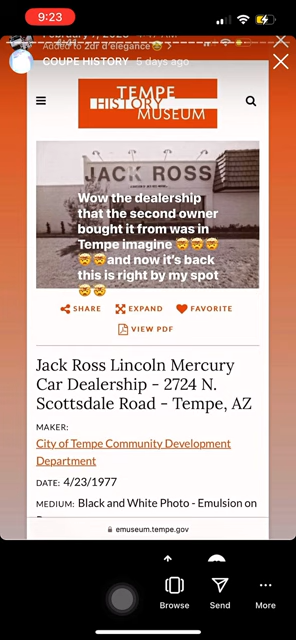 9:23
February 7, 2023
Added to 2dr d'elegance 🤩 >
COUPE HISTORY 5 days ago
TEMPE
HISTORY
MUSEUM
JACK ROSS
Wow the dealership
that the second owner
bought it from was in
Tempe imagine 🤯🤯🤯
🤯🤯and now it's back
this is right by my spot
🤯🤯
SHARE EXPAND FAVORITE
VIEW PDF
Jack Ross Lincoln Mercury
Car Dealership - 2724 N.
Scottsdale Road - Tempe, AZ
MAKER:
City of Tempe Community Development
Department
DATE: 4/23/1977
MEDIUM: Black and White Photo - Emulsion on
emuseum.tempe.gov
Browse Send More